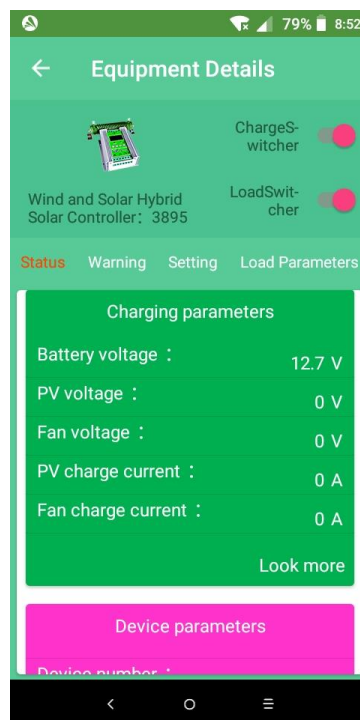 79% 8:52
Equipment Details
ChargeS-
witcher
Wind and Solar Hybrid
Solar Controller：3895
LoadSwit-
cher
Status Warning Setting Load Parameters
Charging parameters
Battery voltage： 12.7 V
PV voltage： 0 V
Fan voltage： 0 V
PV charge current： 0 A
Fan charge current： 0 A
Look more
Device parameters
Device number：